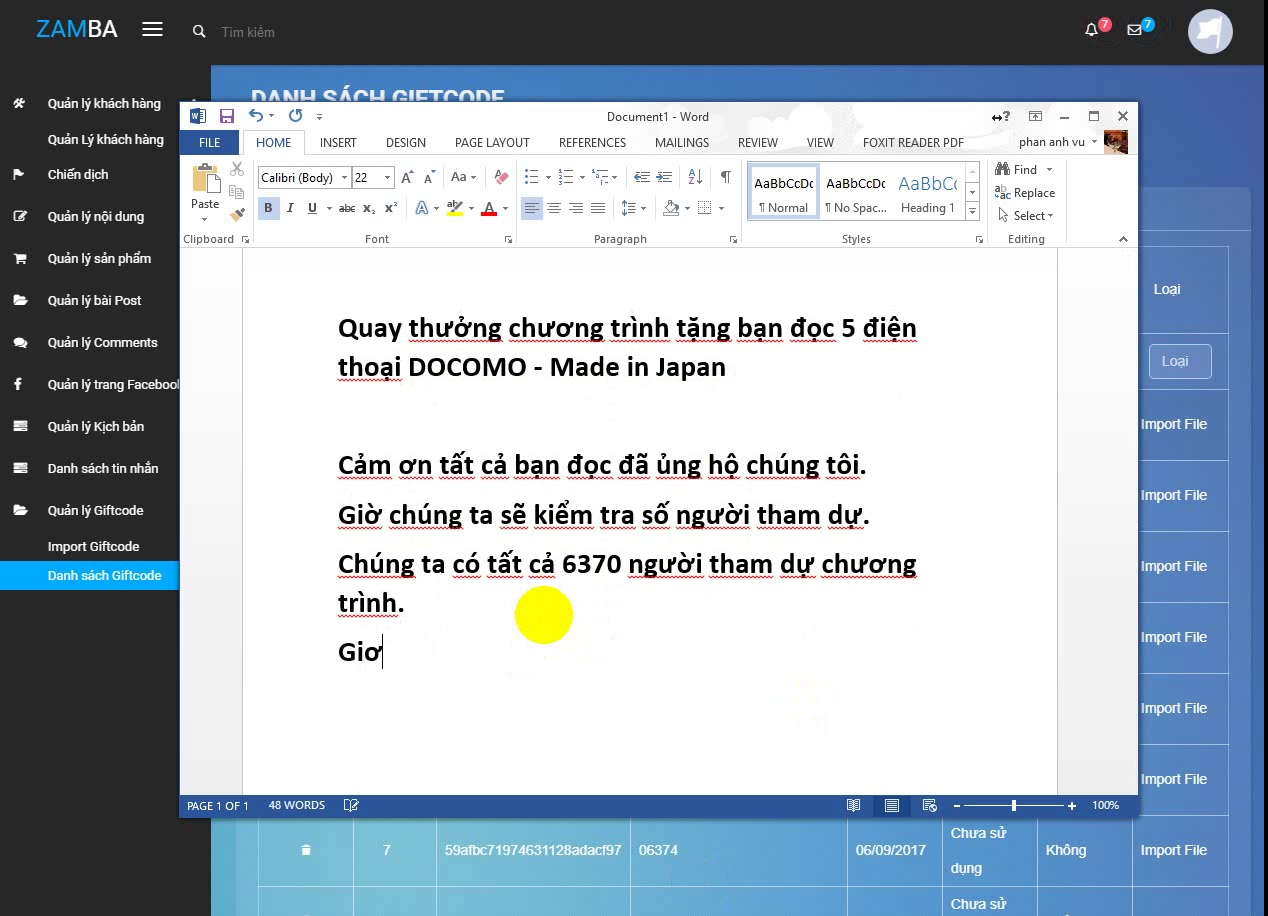 ZAMBA
Tìm kiếm
7
7
DANH SÁCH GIFTCODE
Quản lý khách hàng
Quản Lý khách hàng
Chiến dịch
Quản lý nội dung
Quản lý sản phẩm
Quản lý bài Post
Quản lý Comments
Quản lý trang Facebook
Quản lý Kịch bản
Danh sách tin nhắn
Quản lý Giftcode
Import Giftcode
Danh sách Giftcode
Document1 - Word
FILE HOME INSERT DESIGN PAGE LAYOUT REFERENCES MAILINGS REVIEW VIEW FOXIT READER PDF phan anh vu
Paste
Calibri (Body) 22
AaBbCcDc AaBbCcDc AaBbCc
¶ Normal ¶ No Spac... Heading 1
Find
Replace
Select
Clipboard Font Paragraph Styles Editing
Quay thưởng chương trình tặng bạn đọc 5 điện
thoại DOCOMO - Made in Japan
Cảm ơn tất cả bạn đọc đã ủng hộ chúng tôi.
Giờ chúng ta sẽ kiểm tra số người tham dự.
Chúng ta có tất cả 6370 người tham dự chương
trình.
Giơ
PAGE 1 OF 1 48 WORDS 100%
Loại
Loại
Import File
Import File
Import File
Import File
Import File
Import File
7 59afbc71974631128adacf97 06374 06/09/2017 Chưa sử dụng Không Import File
Chưa sử